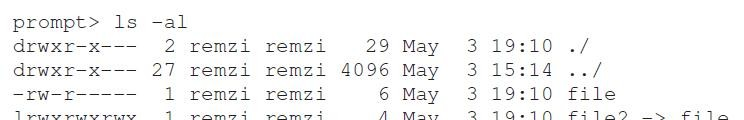 prompt> ls -al
drwxr-x---  2 remzi remzi   29 May  3 19:10 ./
drwxr-x--- 27 remzi remzi 4096 May  3 15:14 ../
-rw-r-----  1 remzi remzi    6 May  3 19:10 file
lrwxrwxrwx  1 remzi remzi    4 May  3 19:10 file2 -> file